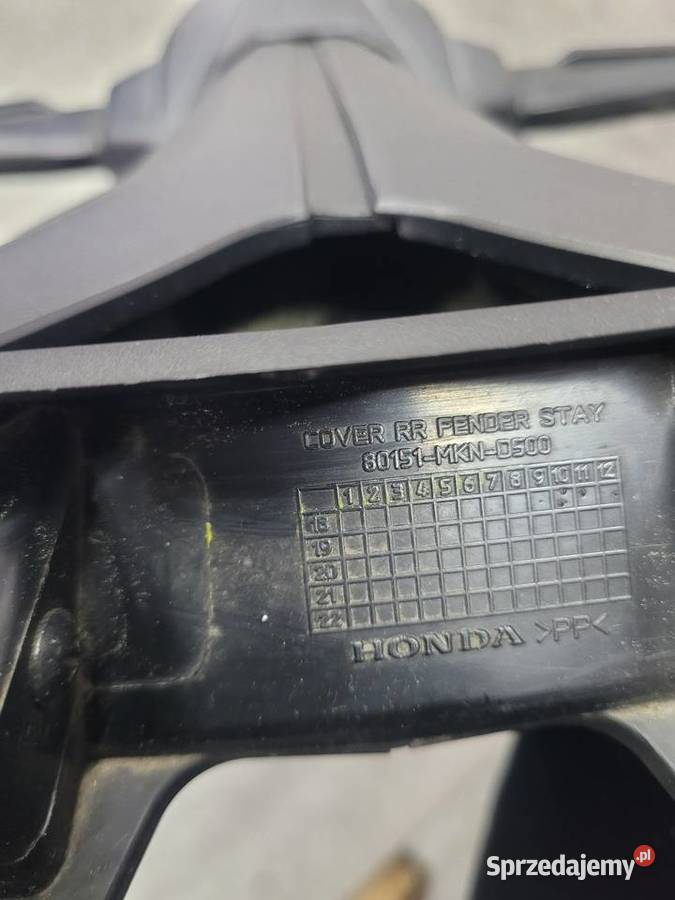 COVER RR FENDER STAY
80151-MKN-D500
1 2 3 4 5 6 7 8 9 10 11 12
18
19
20
21
22
HONDA >PP<
Sprzedajemy.pl